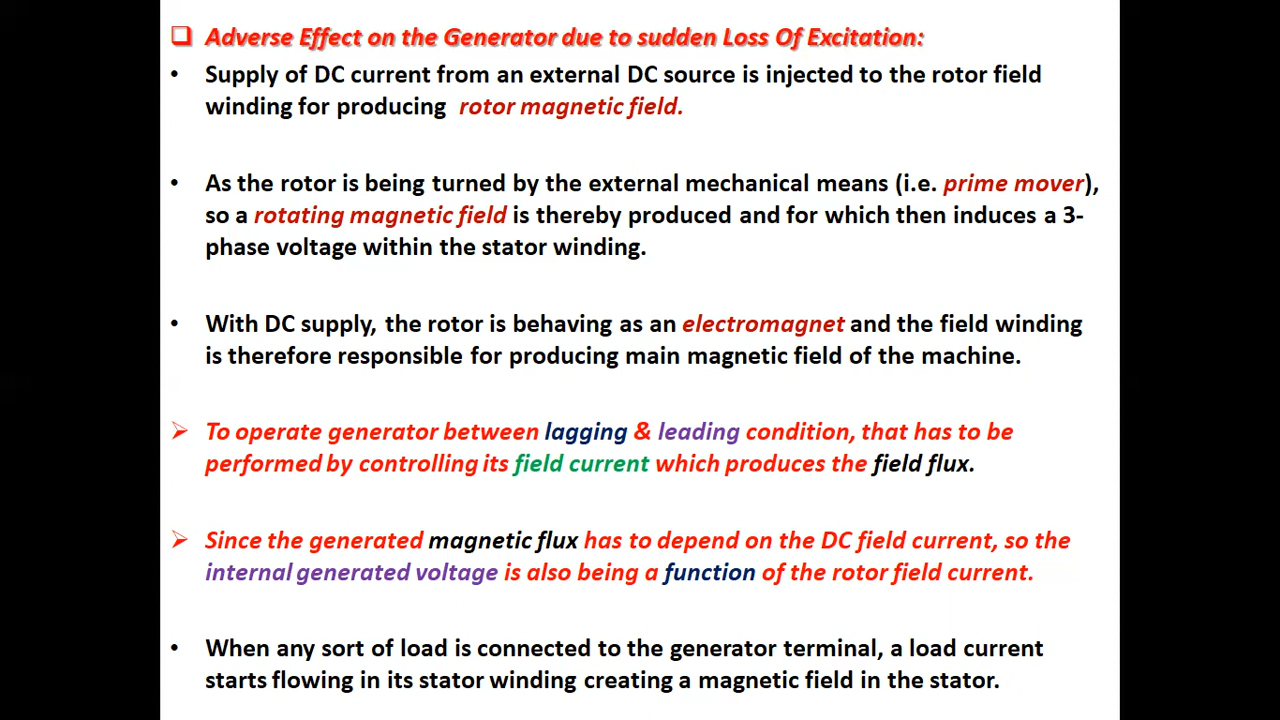 ❑ Adverse Effect on the Generator due to sudden Loss Of Excitation:
• Supply of DC current from an external DC source is injected to the rotor field
winding for producing rotor magnetic field.
• As the rotor is being turned by the external mechanical means (i.e. prime mover),
so a rotating magnetic field is thereby produced and for which then induces a 3-
phase voltage within the stator winding.
• With DC supply, the rotor is behaving as an electromagnet and the field winding
is therefore responsible for producing main magnetic field of the machine.
➢ To operate generator between lagging & leading condition, that has to be
performed by controlling its field current which produces the field flux.
➢ Since the generated magnetic flux has to depend on the DC field current, so the
internal generated voltage is also being a function of the rotor field current.
• When any sort of load is connected to the generator terminal, a load current
starts flowing in its stator winding creating a magnetic field in the stator.